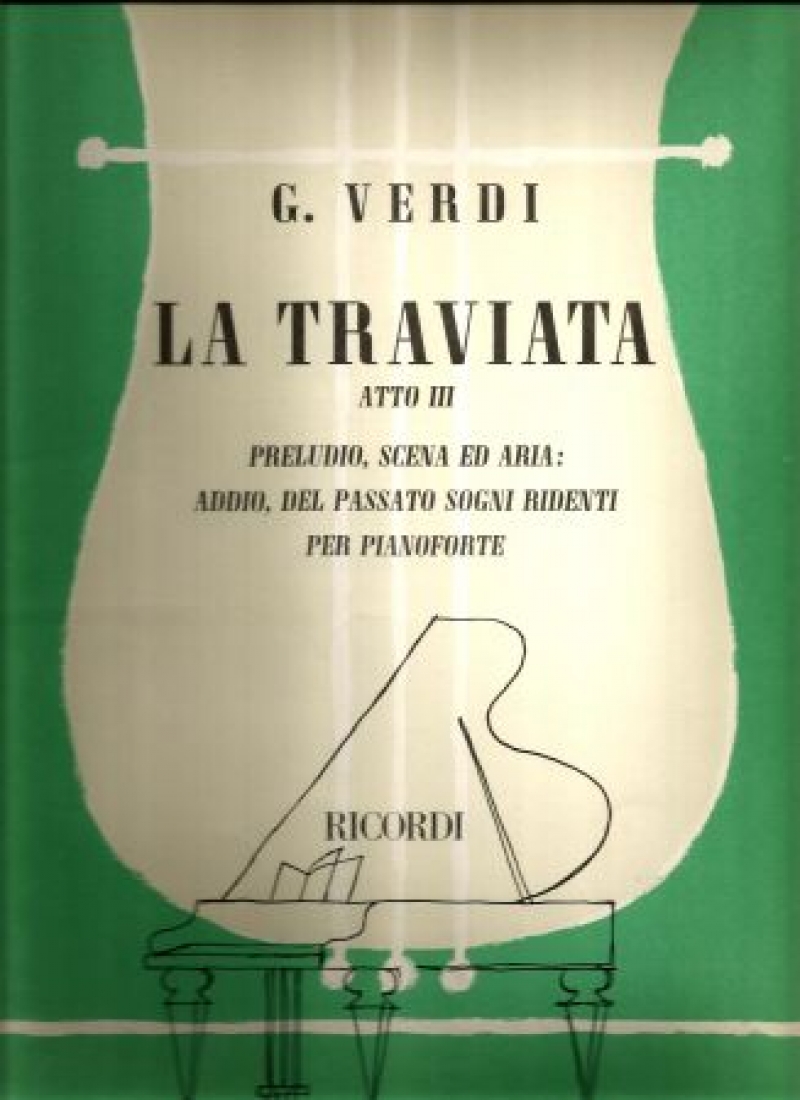 G. VERDI
LA TRAVIATA
ATTO III
PRELUDIO, SCENA ED ARIA:
ADDIO, DEL PASSATO SOGNI RIDENTI
PER PIANOFORTE
RICORDI